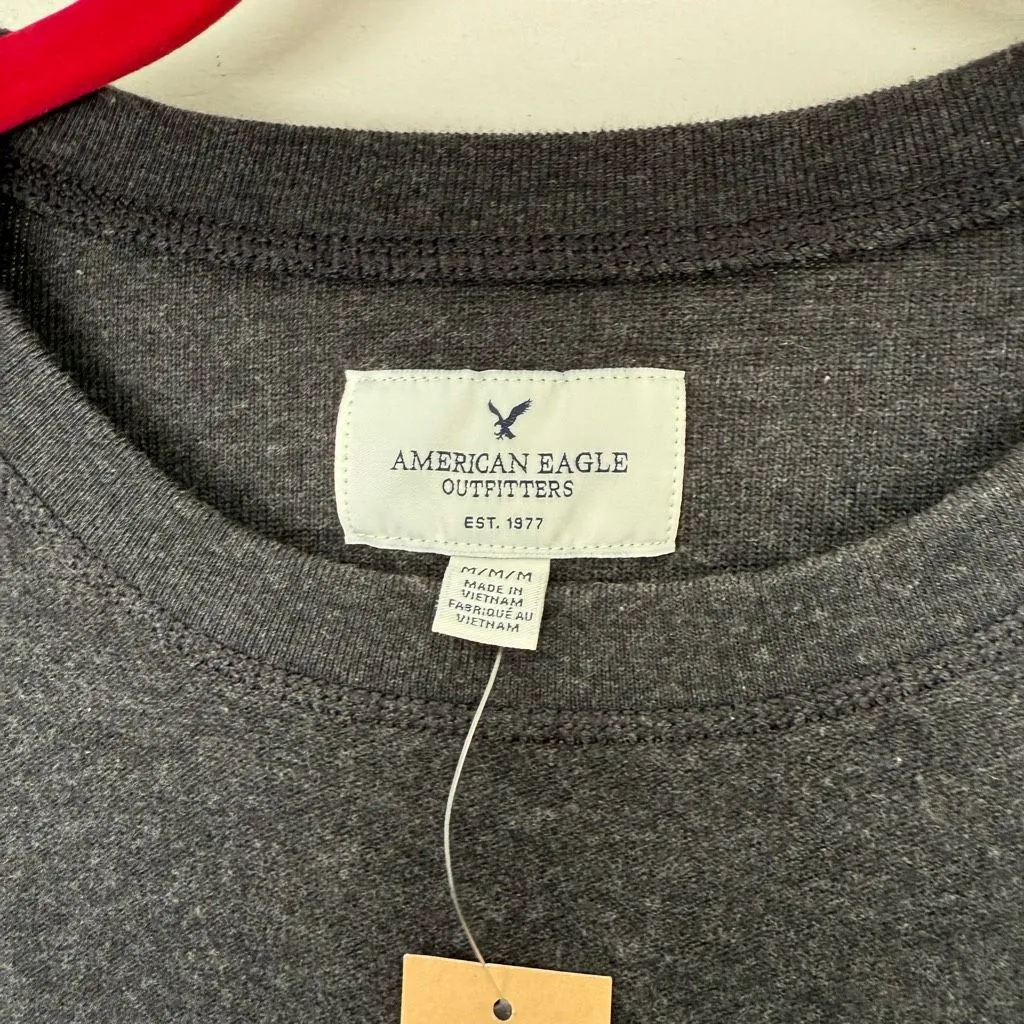 AMERICAN EAGLE
OUTFITTERS
EST. 1977
M/M/M
MADE IN
VIETNAM
FABRIQUÉ AU
VIETNAM